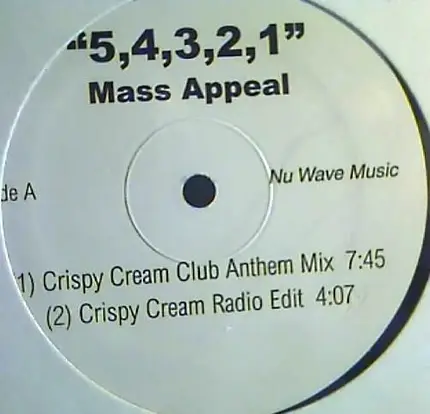 “5,4,3,2,1”
Mass Appeal
Nu Wave Music
de A
1) Crispy Cream Club Anthem Mix 7:45
(2) Crispy Cream Radio Edit 4:07